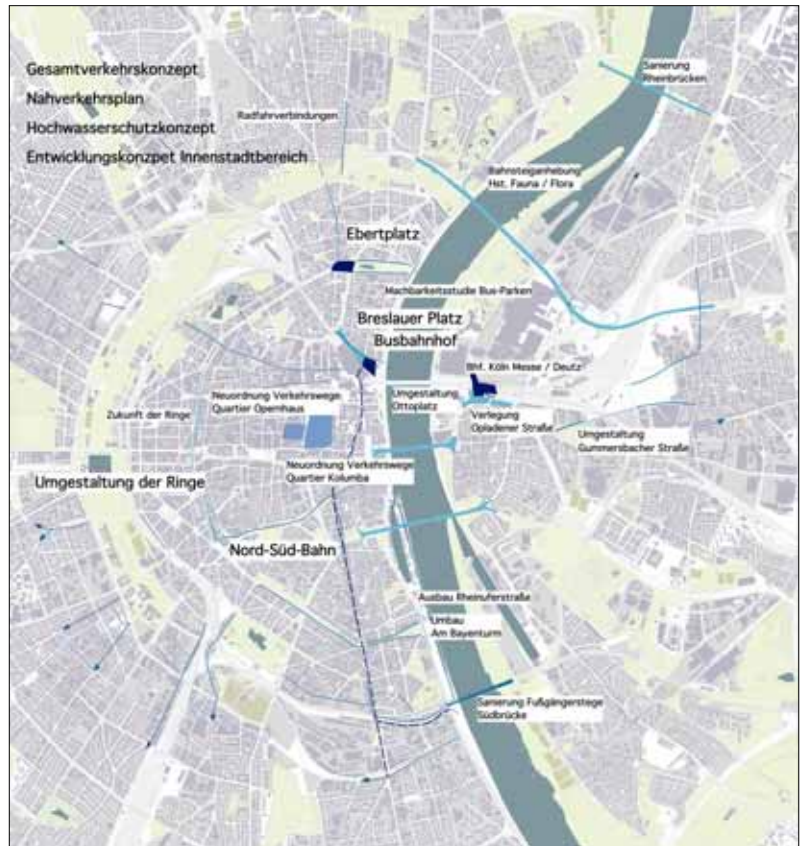 Gesamtverkehrskonzept
Nahverkehrsplan
Hochwasserschutzkonzept
Entwicklungskonzpet Innenstadtbereich
Sanierung
Rheinbrücken
Radfahrverbindungen
Bahnsteiganhebung
Hst. Fauna / Flora
Ebertplatz
Machbarkeitsstudie Bus-Parken
Breslauer Platz
Busbahnhof
Bhf. Köln Messe / Deutz
Neuordnung Verkehrswege
Quartier Opernhaus
Umgestaltung
Ottoplatz
Zukunft der Ringe
Verlegung
Opladener Straße
Umgestaltung
Gummersbacher Straße
Neuordnung Verkehrswege
Quartier Kolumba
Umgestaltung der Ringe
Nord-Süd-Bahn
Ausbau Rheinuferstraße
Umbau
Am Bayenturm
Sanierung Fußgängerstege
Südbrücke